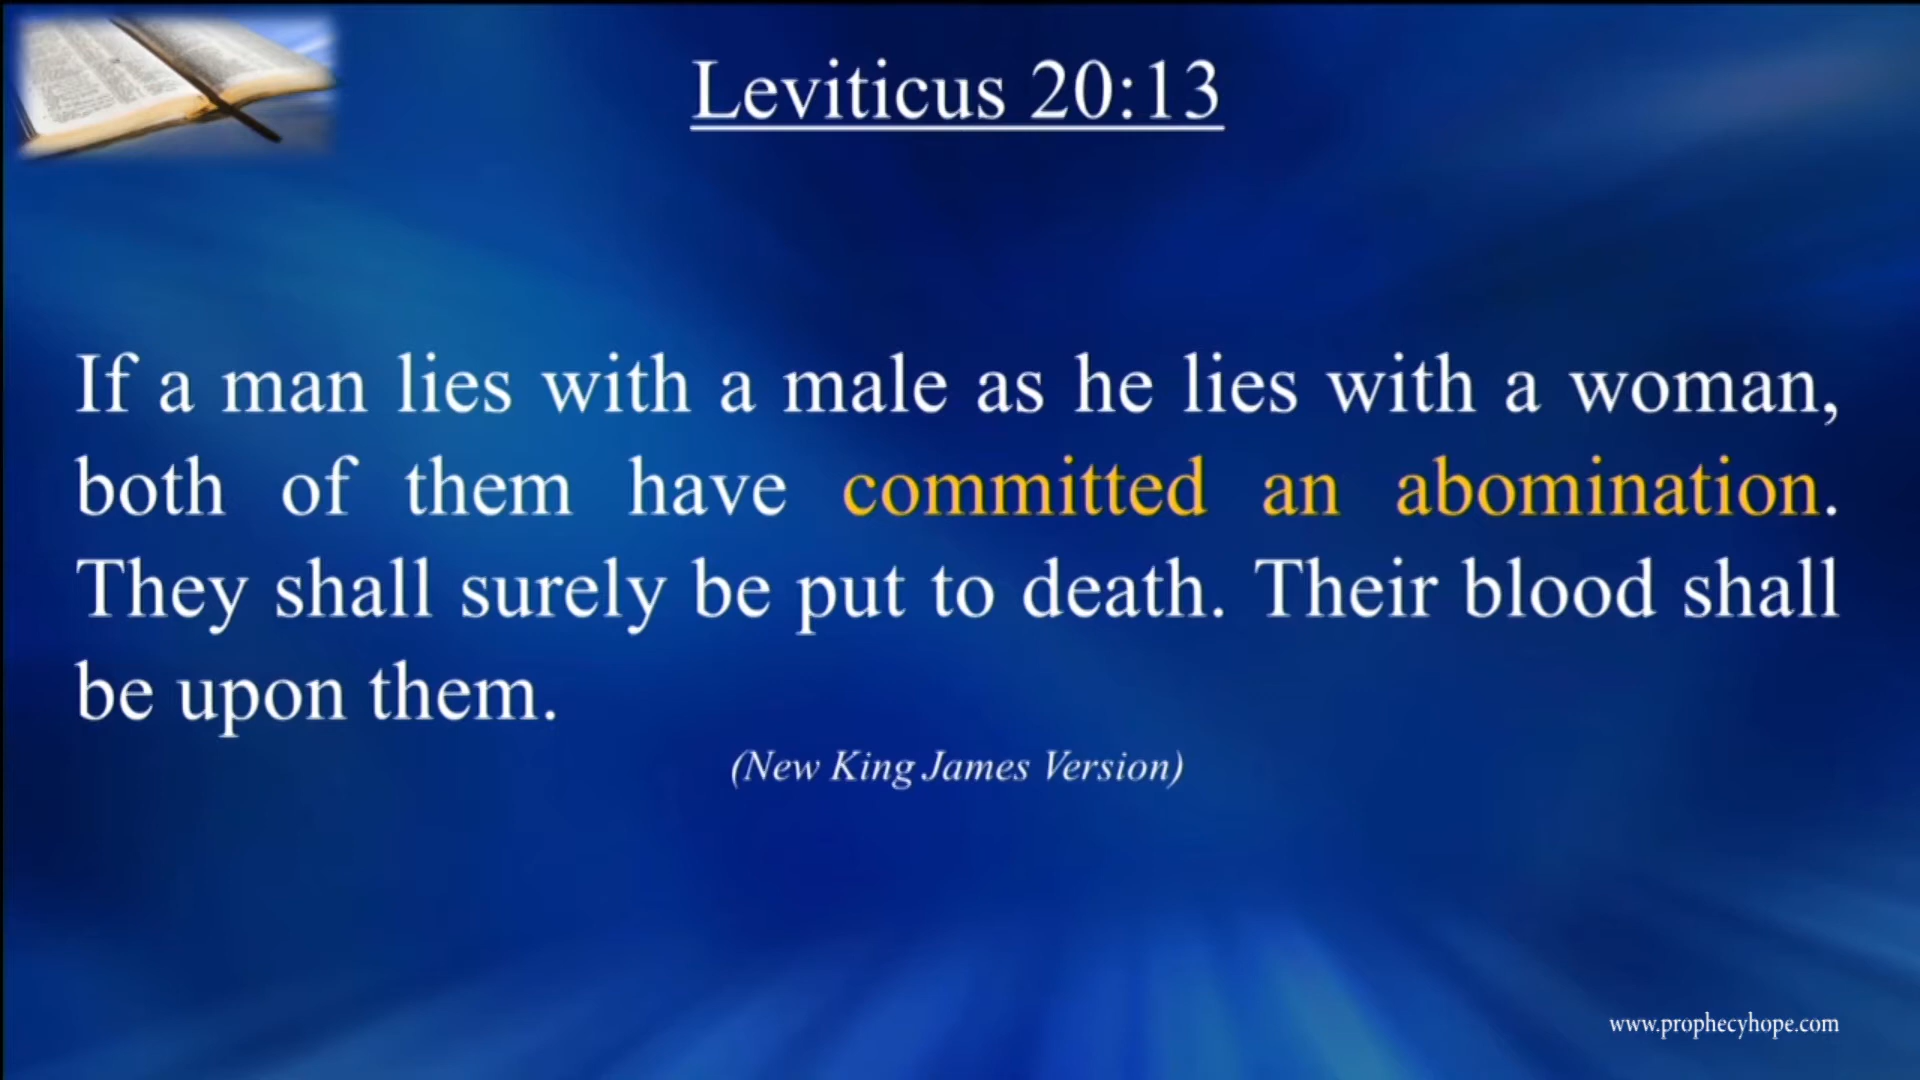 Leviticus 20:13
If a man lies with a male as he lies with a woman,
both of them have committed an abomination.
They shall surely be put to death. Their blood shall
be upon them.
(New King James Version)
www.prophecyhope.com